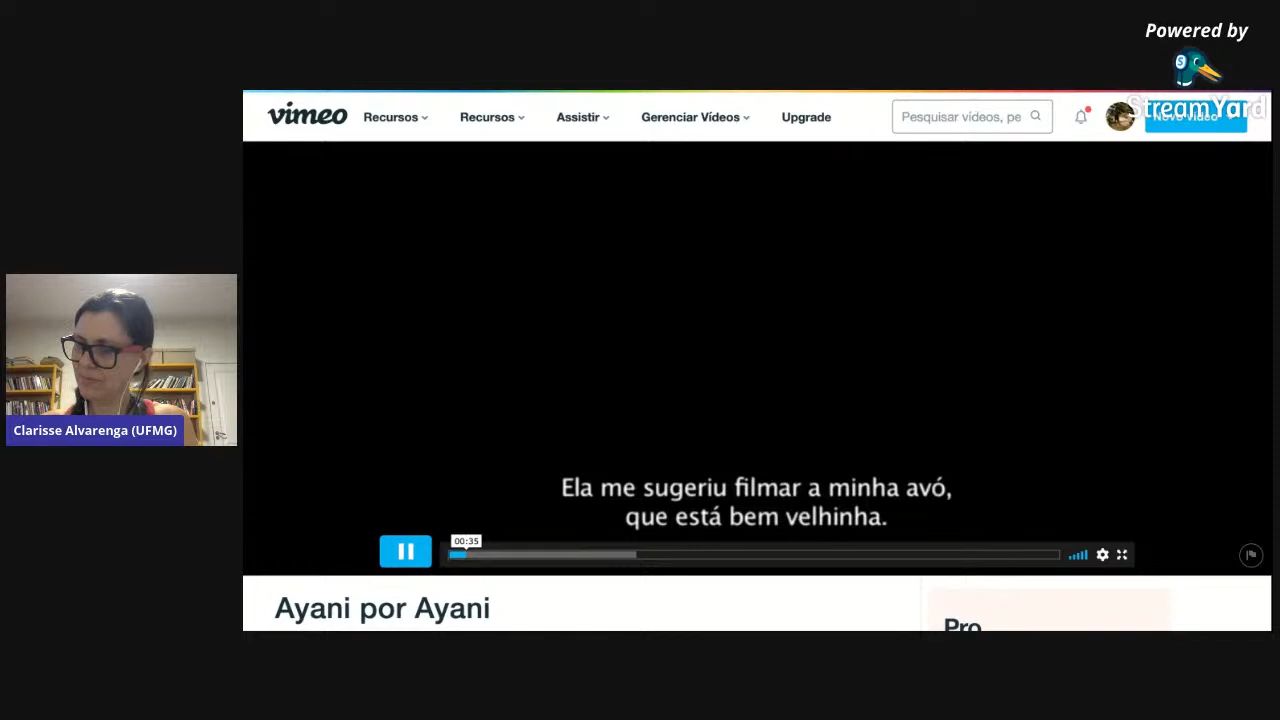 Powered by
StreamYard
vimeo Recursos Recursos Assistir Gerenciar Vídeos Upgrade Pesquisar vídeos, pe
Clarisse Alvarenga (UFMG)
Ela me sugeriu filmar a minha avó,
que está bem velhinha.
00:35
Ayani por Ayani
Pro